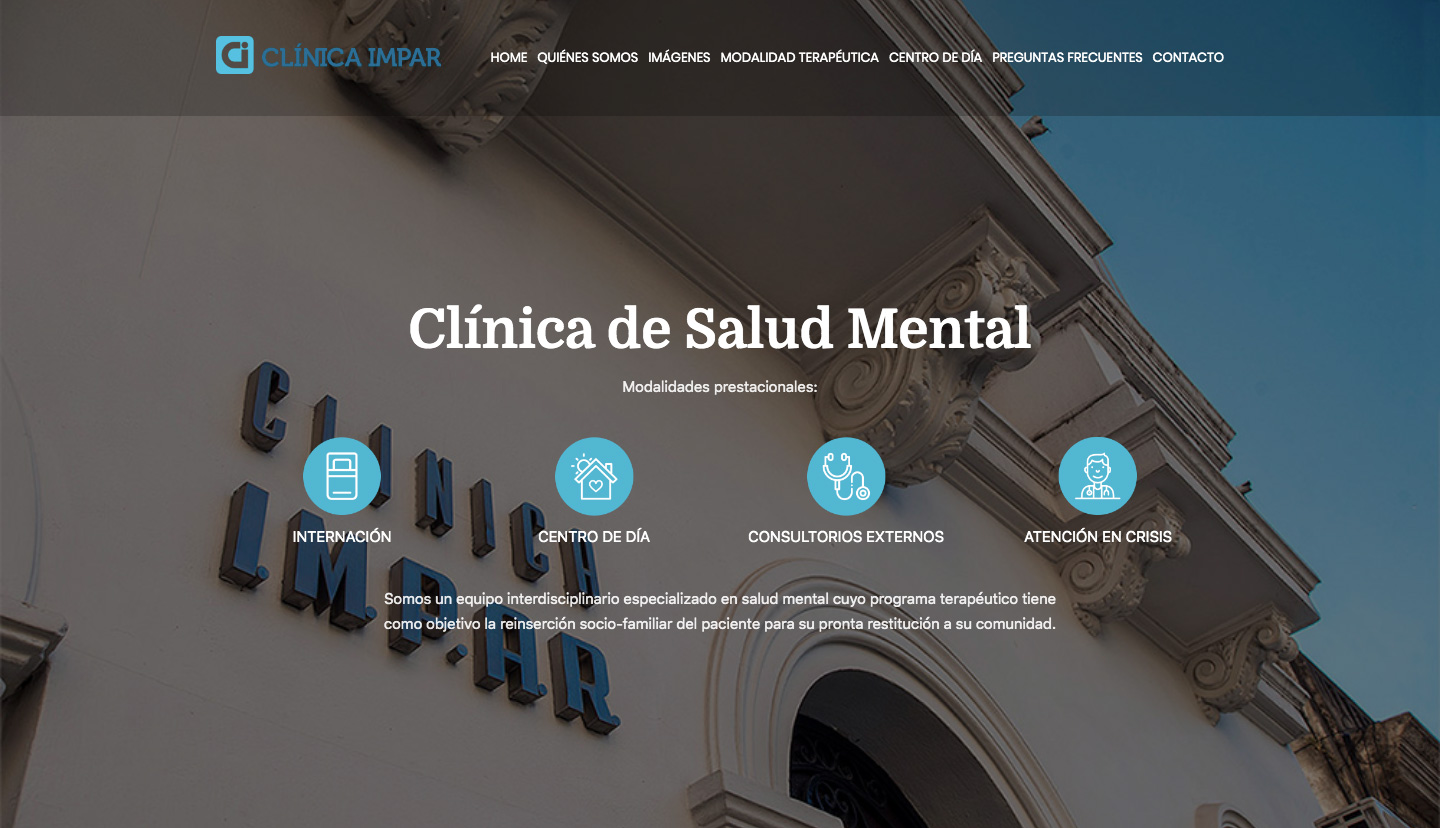 CLÍNICA IMPAR
HOME QUIÉNES SOMOS IMÁGENES MODALIDAD TERAPÉUTICA CENTRO DE DÍA PREGUNTAS FRECUENTES CONTACTO
Clínica de Salud Mental
Modalidades prestacionales:
INTERNACIÓN CENTRO DE DÍA CONSULTORIOS EXTERNOS ATENCIÓN EN CRISIS
Somos un equipo interdisciplinario especializado en salud mental cuyo programa terapéutico tiene
como objetivo la reinserción socio-familiar del paciente para su pronta restitución a su comunidad.
CLINICA
I.M.P.AR